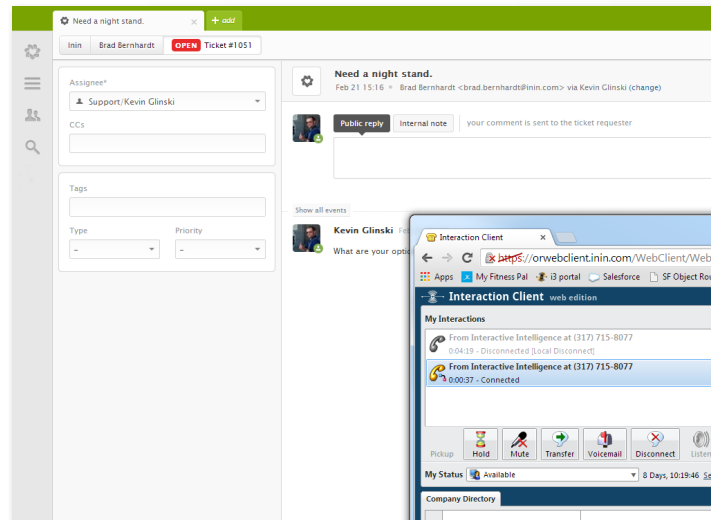 Need a night stand. × + add
Inin Brad Bernhardt OPEN Ticket #1051
Assignee*
Support/Kevin Glinski
CCs
Tags
Type Priority
- -
Need a night stand.
Feb 21 15:16 Brad Bernhardt <brad.bernhardt@inin.com> via Kevin Glinski (change)
Public reply Internal note your comment is sent to the ticket requester
Show all events
Kevin Glinski Feb
What are your optio
Interaction Client ×
https://orwebclient.inin.com/WebClient/Web
Apps My Fitness Pal i3 portal Salesforce SF Object Rou
Interaction Client web edition
My Interactions
From Interactive Intelligence at (317) 715-8077
0:04:19 - Disconnected [Local Disconnect]
From Interactive Intelligence at (317) 715-8077
0:00:37 - Connected
Pickup Hold Mute Transfer Voicemail Disconnect Listen
My Status Available 8 Days, 10:19:46 Se
Company Directory